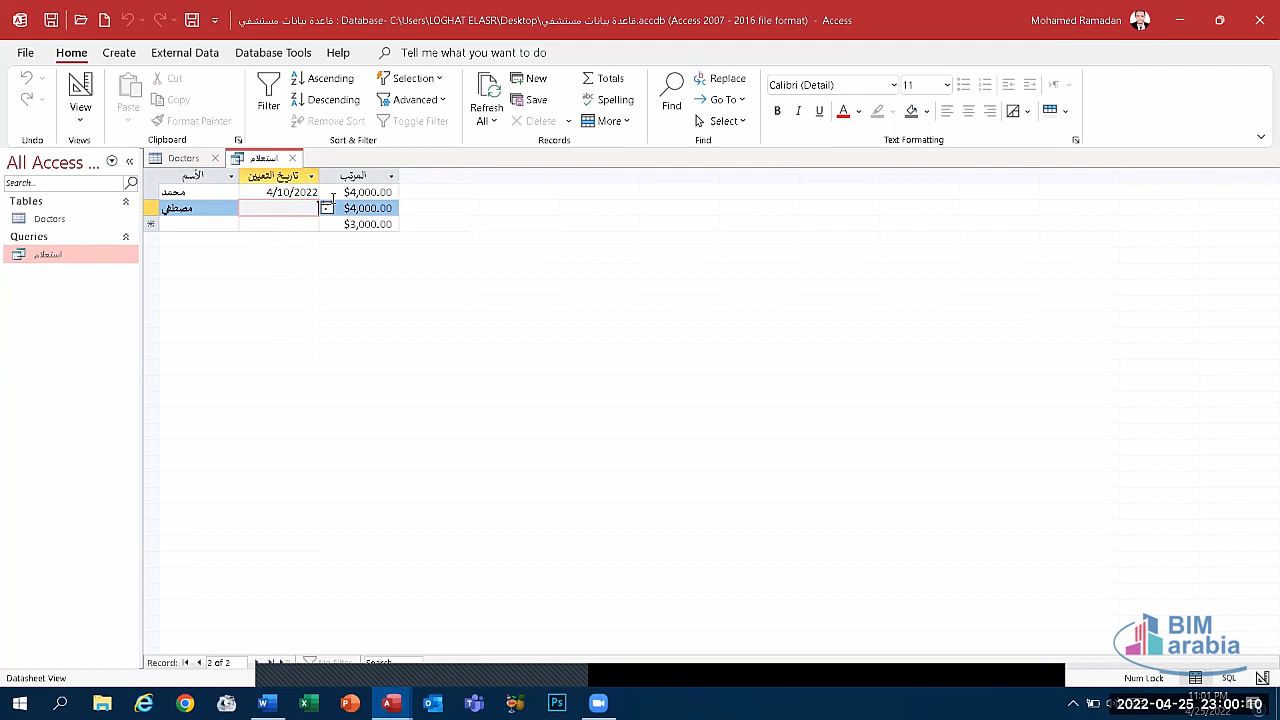 قاعدة بيانات مستشفي : Database- C:\Users\LOGHAT ELASR\Desktop\قاعدة بيانات مستشفي.accdb (Access 2007 - 2016 file format) - Access
Mohamed Ramadan
File Home Create External Data Database Tools Help Tell me what you want to do
View
Paste
Cut
Copy
Format Painter
Filter
Ascending
Descending
Remove Sort
Selection
Advanced
Toggle Filter
Refresh
All
New
Save
Delete
Totals
Spelling
More
Find
Replace
Go To
Select
Calibri (Detail) 11
B I U A
Undo Views Clipboard Sort & Filter Records Find Text Formatting
All Access ...
Search...
Tables
Doctors
Queries
استعلام
Doctors استعلام
الأسم تاريخ التعيين المرتب
محمد 4/10/2022 $4,000.00
مصطفي $4,000.00
$3,000.00
BIM
arabia
Record: 2 of 2 No Filter Search
Datasheet View
Num Lock
SQL
11:01 PM
2022-04-25 23:00:10